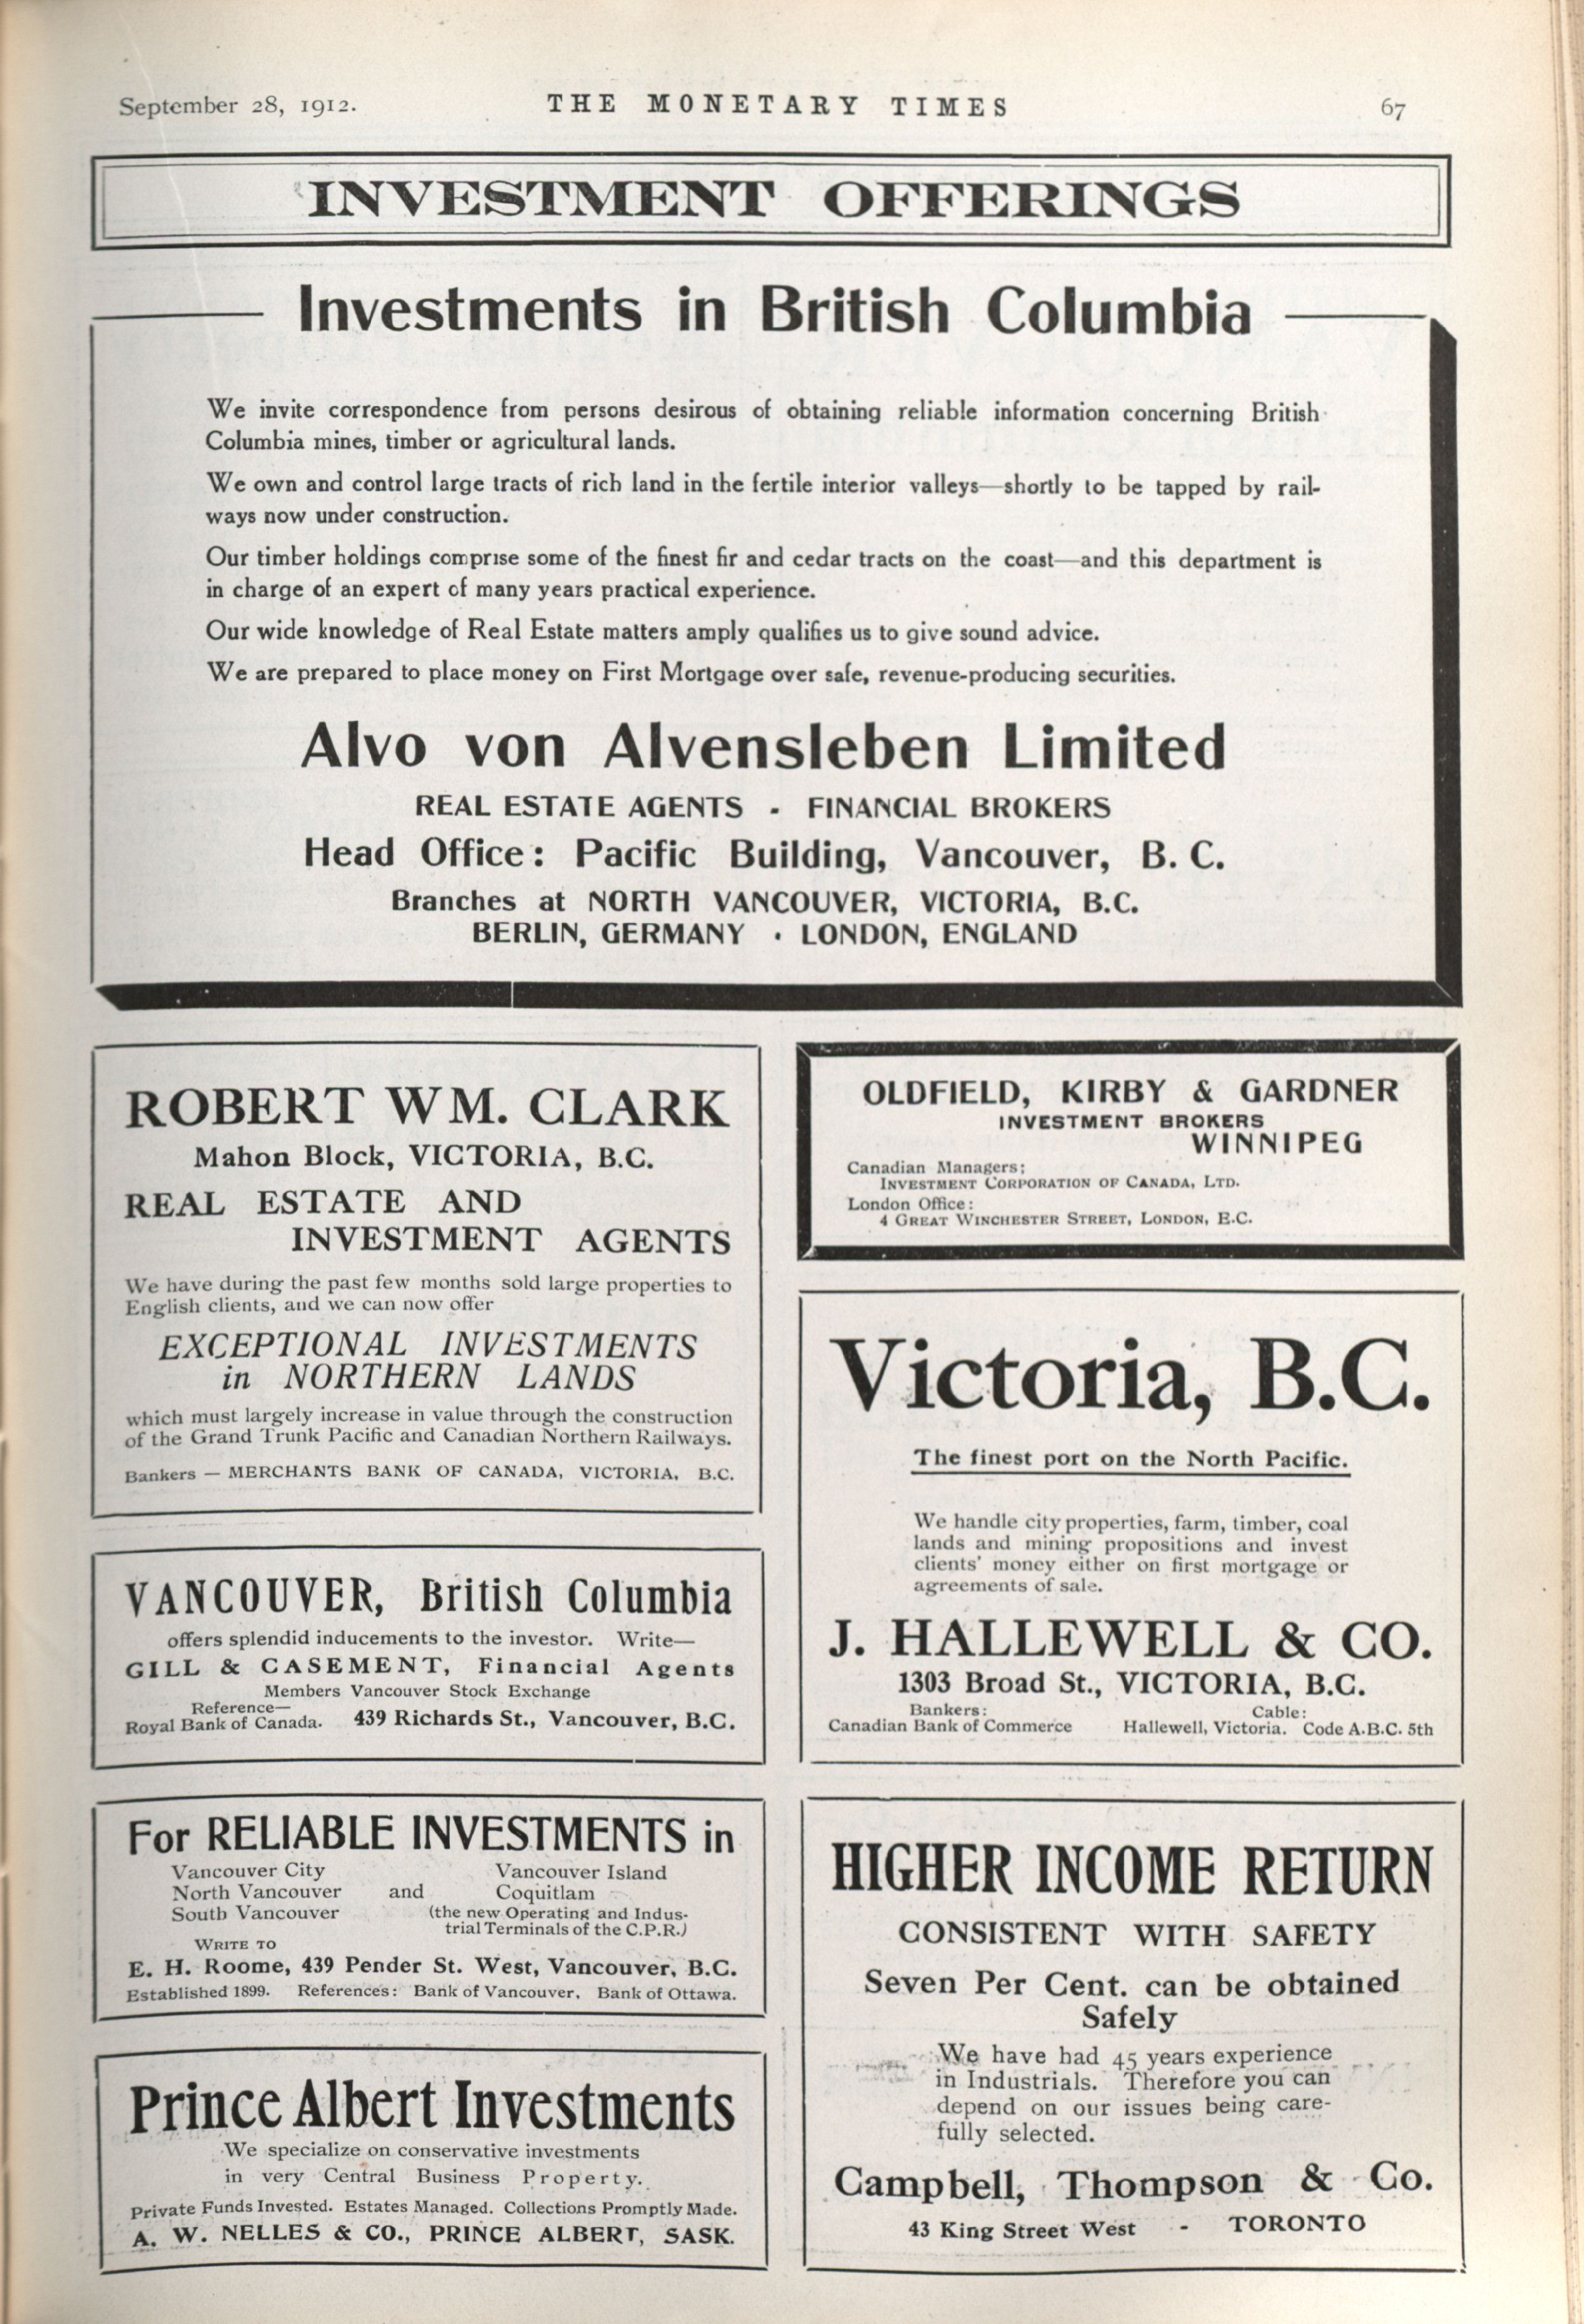 September 28, 1912.
THE MONETARY TIMES
67
INVESTMENT OFFERINGS
Investments in British Columbia
We invite correspondence from persons desirous of obtaining reliable information concerning British
Columbia mines, timber or agricultural lands.
We own and control large tracts of rich land in the fertile interior valleys—shortly to be tapped by rail-
ways now under construction.
Our timber holdings comprise some of the finest fir and cedar tracts on the coast—and this department is
in charge of an expert of many years practical experience.
Our wide knowledge of Real Estate matters amply qualifies us to give sound advice.
We are prepared to place money on First Mortgage over safe, revenue-producing securities.
Alvo von Alvensleben Limited
REAL ESTATE AGENTS - FINANCIAL BROKERS
Head Office: Pacific Building, Vancouver, B. C.
Branches at NORTH VANCOUVER, VICTORIA, B.C.
BERLIN, GERMANY · LONDON, ENGLAND
ROBERT WM. CLARK
Mahon Block, VICTORIA, B.C.
REAL ESTATE AND
INVESTMENT AGENTS
We have during the past few months sold large properties to
English clients, and we can now offer
EXCEPTIONAL INVESTMENTS
in NORTHERN LANDS
which must largely increase in value through the construction
of the Grand Trunk Pacific and Canadian Northern Railways.
Bankers — MERCHANTS BANK OF CANADA, VICTORIA, B.C.
VANCOUVER, British Columbia
offers splendid inducements to the investor. Write—
GILL & CASEMENT, Financial Agents
Members Vancouver Stock Exchange
Reference—
Royal Bank of Canada. 439 Richards St., Vancouver, B.C.
For RELIABLE INVESTMENTS in
Vancouver City Vancouver Island
North Vancouver and Coquitlam
South Vancouver (the new Operating and Indus-
trial Terminals of the C.P.R.)
WRITE TO
E. H. Roome, 439 Pender St. West, Vancouver, B.C.
Established 1899. References: Bank of Vancouver, Bank of Ottawa.
Prince Albert Investments
We specialize on conservative investments
in very Central Business Property.
Private Funds Invested. Estates Managed. Collections Promptly Made.
A. W. NELLES & CO., PRINCE ALBERT, SASK.
OLDFIELD, KIRBY & GARDNER
INVESTMENT BROKERS
WINNIPEG
Canadian Managers:
INVESTMENT CORPORATION OF CANADA, LTD.
London Office:
4 GREAT WINCHESTER STREET, LONDON, E.C.
Victoria, B.C.
The finest port on the North Pacific.
We handle city properties, farm, timber, coal
lands and mining propositions and invest
clients' money either on first mortgage or
agreements of sale.
J. HALLEWELL & CO.
1303 Broad St., VICTORIA, B.C.
Bankers: Cable:
Canadian Bank of Commerce Hallewell, Victoria. Code A.B.C. 5th
HIGHER INCOME RETURN
CONSISTENT WITH SAFETY
Seven Per Cent. can be obtained
Safely
We have had 45 years experience
in Industrials. Therefore you can
depend on our issues being care-
fully selected.
Campbell, Thompson & Co.
43 King Street West - TORONTO